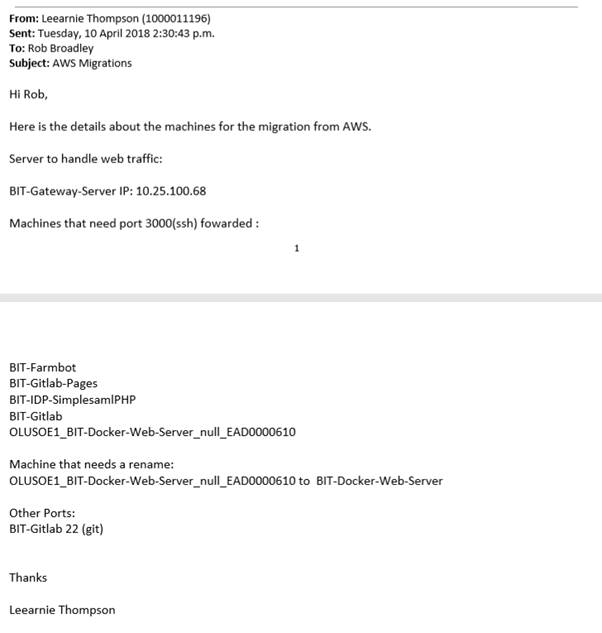 From: Leearnie Thompson (1000011196)
Sent: Tuesday, 10 April 2018 2:30:43 p.m.
To: Rob Broadley
Subject: AWS Migrations
Hi Rob,
Here is the details about the machines for the migration from AWS.
Server to handle web traffic:
BIT-Gateway-Server IP: 10.25.100.68
Machines that need port 3000(ssh) fowarded :
1
BIT-Farmbot
BIT-Gitlab-Pages
BIT-IDP-SimplesamlPHP
BIT-Gitlab
OLUSOE1_BIT-Docker-Web-Server_null_EAD0000610
Machine that needs a rename:
OLUSOE1_BIT-Docker-Web-Server_null_EAD0000610 to BIT-Docker-Web-Server
Other Ports:
BIT-Gitlab 22 (git)
Thanks
Leearnie Thompson